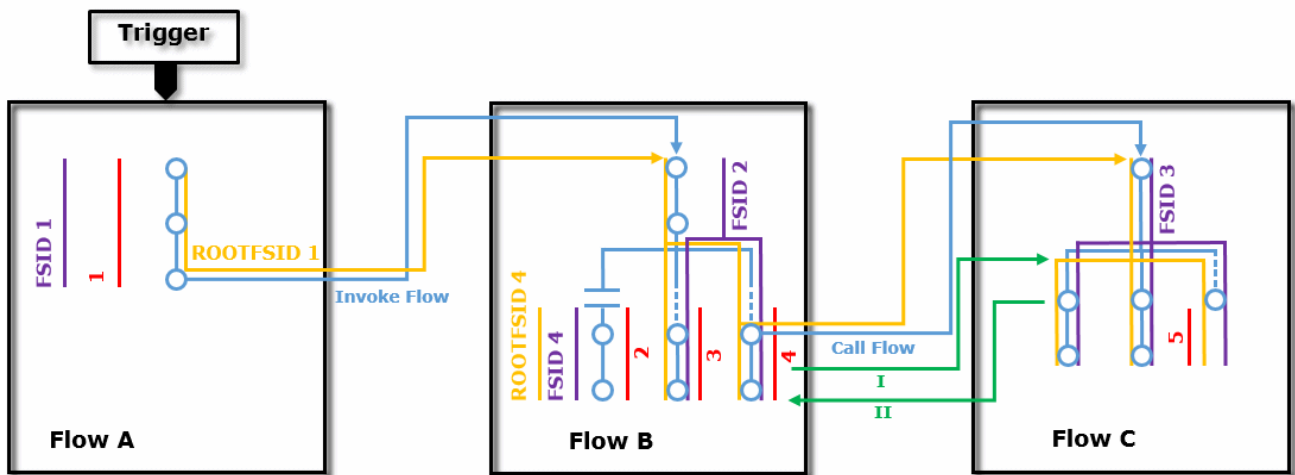 Trigger
FSID 1
1
ROOTFSID 1
Invoke Flow
Flow A
FSID 2
ROOTFSID 4
FSID 4
2
3
4
Call Flow
I
II
Flow B
FSID 3
5
Flow C